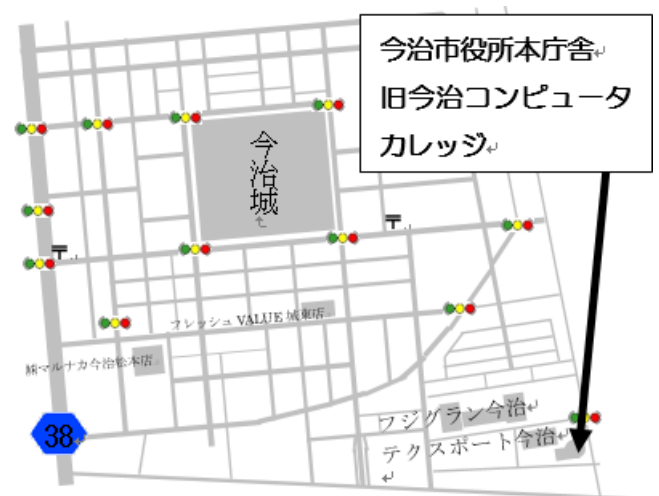 今治市役所本庁舎
旧今治コンピュータ
カレッジ
今治城
〒
〒
フレッシュ VALUE 城東店
㈱マルナカ今治松本店
フジグラン今治
テクスポート今治
38